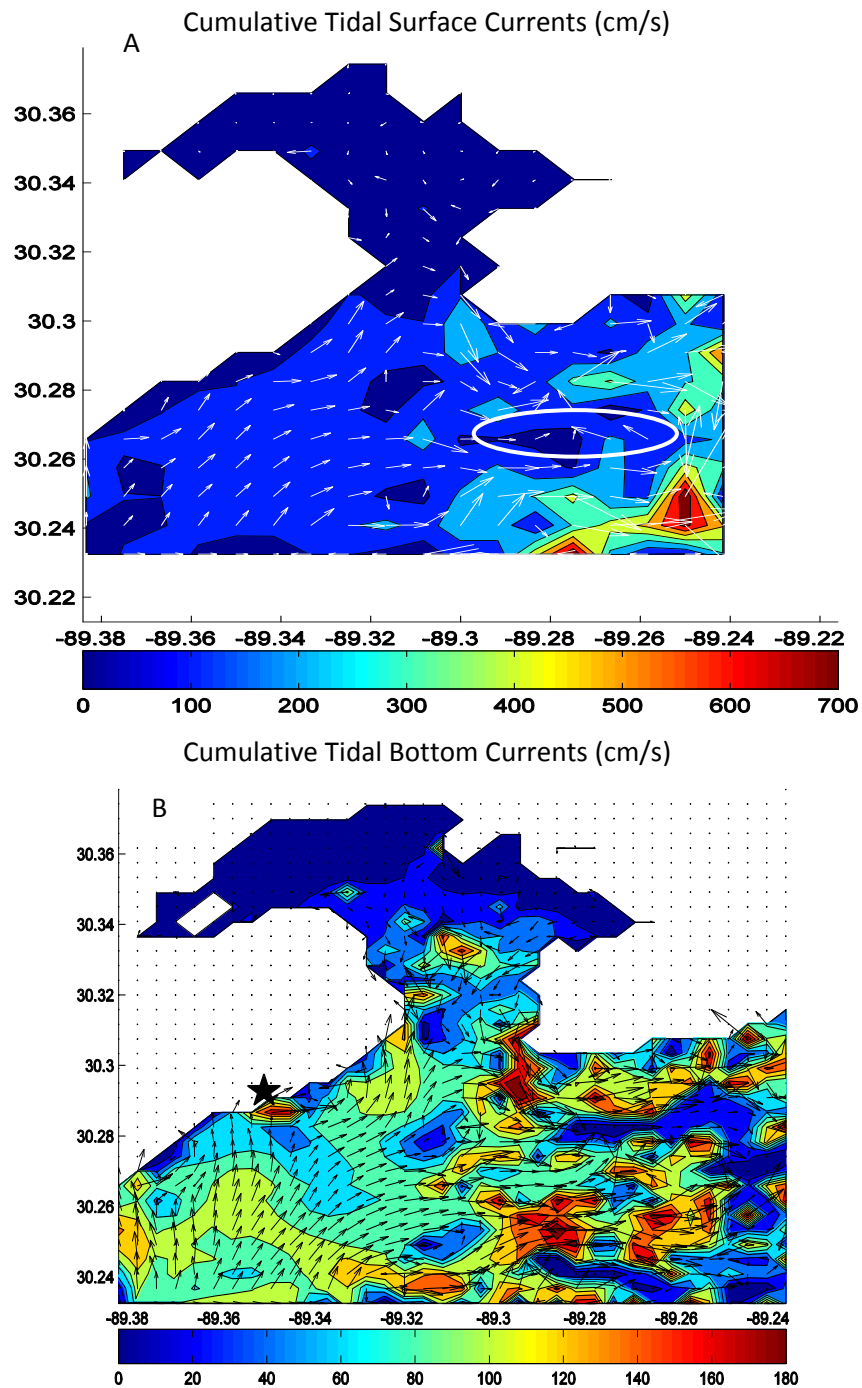 Cumulative Tidal Surface Currents (cm/s)
A
30.36
30.34
30.32
30.3
30.28
30.26
30.24
30.22
-89.38 -89.36 -89.34 -89.32 -89.3 -89.28 -89.26 -89.24 -89.22
0 100 200 300 400 500 600 700
Cumulative Tidal Bottom Currents (cm/s)
B
30.36
30.34
30.32
30.3
30.28
30.26
30.24
-89.38 -89.36 -89.34 -89.32 -89.3 -89.28 -89.26 -89.24
0 20 40 60 80 100 120 140 160 180